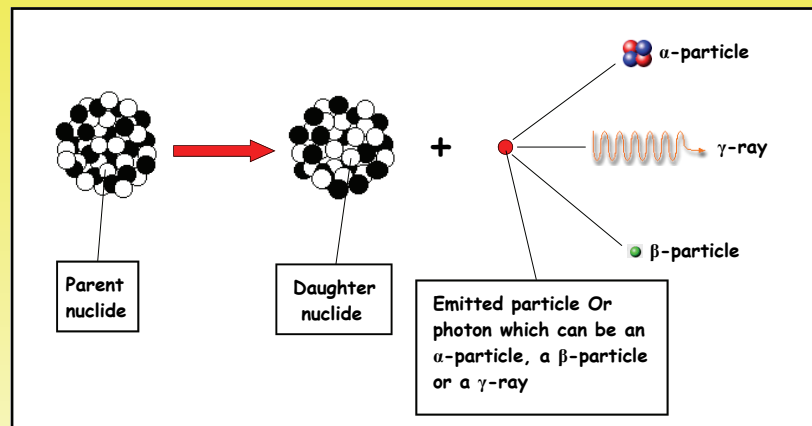 α-particle
+
γ-ray
β-particle
Parent
nuclide
Daughter
nuclide
Emitted particle Or
photon which can be an
α-particle, a β-particle
or a γ-ray